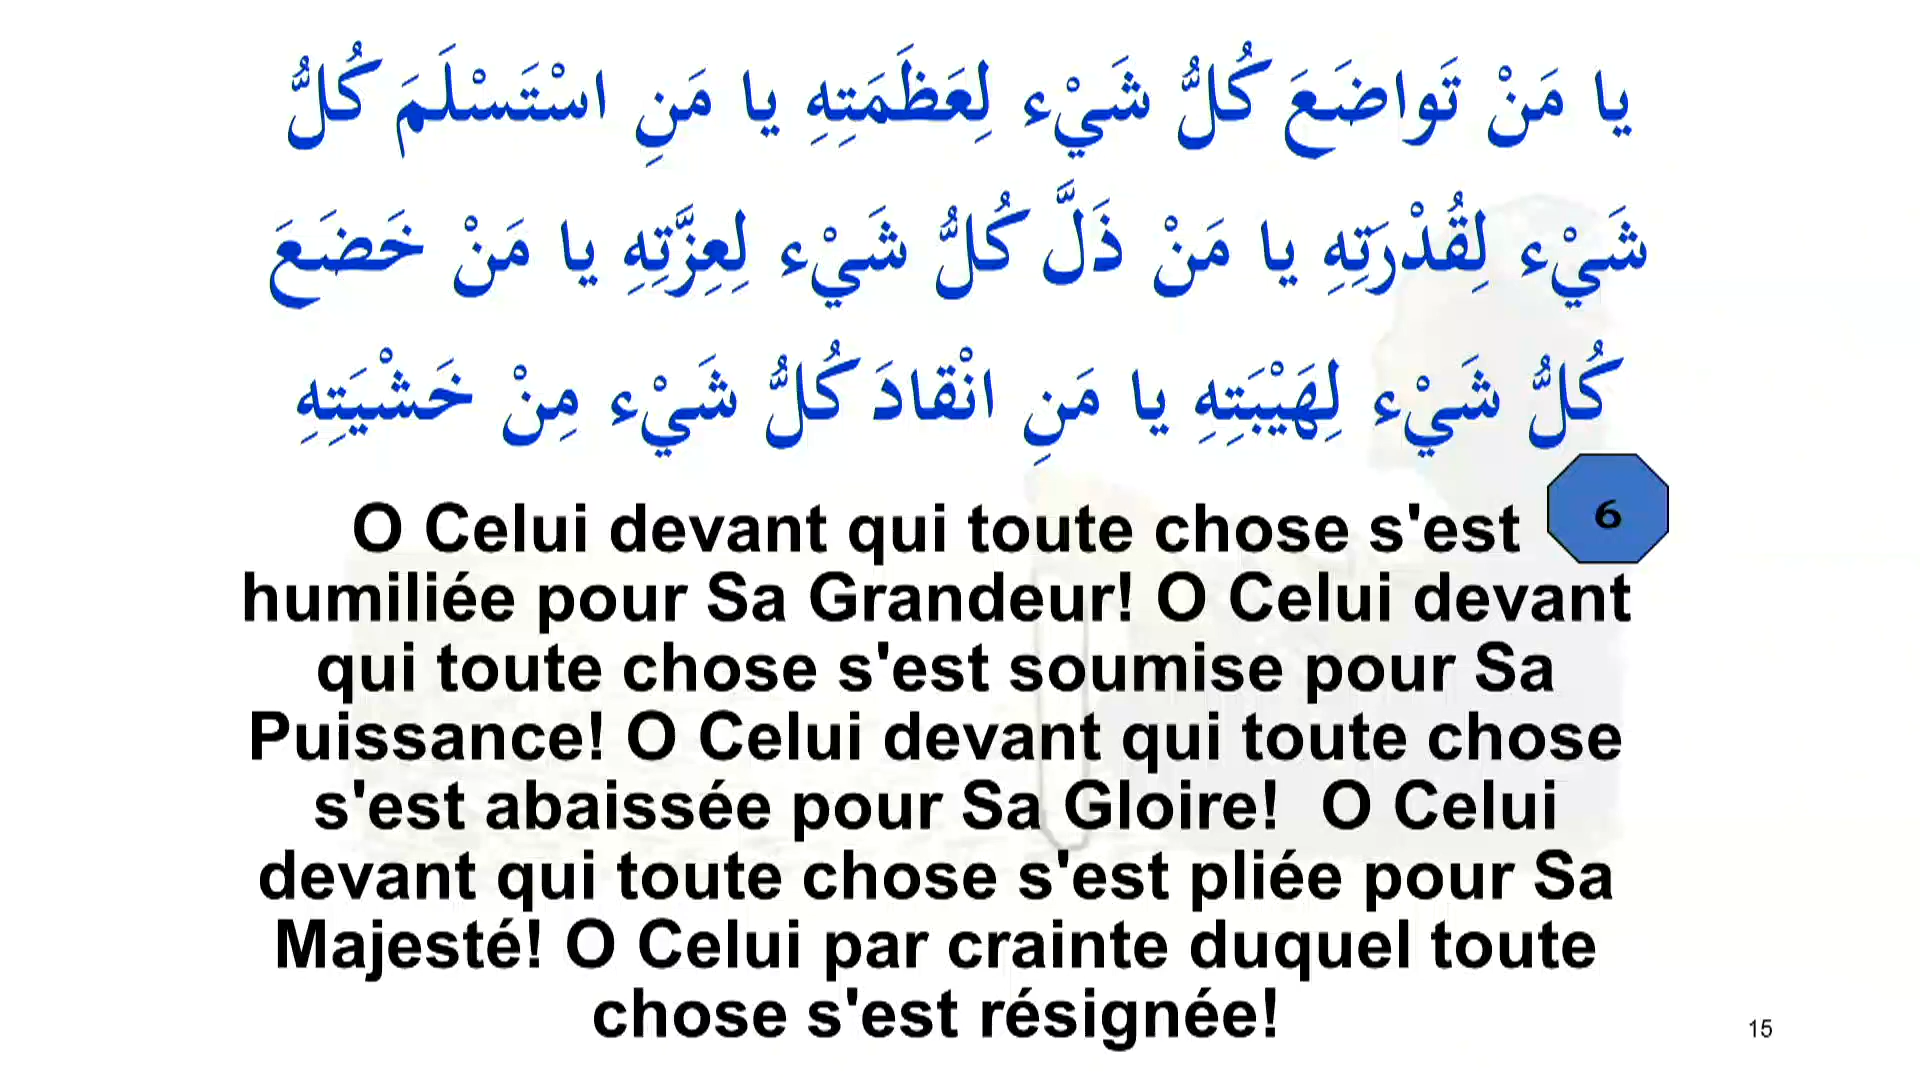 يا مَنْ تَواضَعَ كُلُّ شَيْء لِعَظَمَتِهِ يا مَنِ اسْتَسْلَمَ كُلُّ
شَيْء لِقُدْرَتِهِ يا مَنْ ذَلَّ كُلُّ شَيْء لِعِزَّتِهِ يا مَنْ خَضَعَ
كُلُّ شَيْء لِهَيْبَتِهِ يا مَنِ انْقادَ كُلُّ شَيْء مِنْ خَشْيَتِهِ
6
O Celui devant qui toute chose s'est
humiliée pour Sa Grandeur! O Celui devant
qui toute chose s'est soumise pour Sa
Puissance! O Celui devant qui toute chose
s'est abaissée pour Sa Gloire!  O Celui
devant qui toute chose s'est pliée pour Sa
Majesté! O Celui par crainte duquel toute
chose s'est résignée!
15